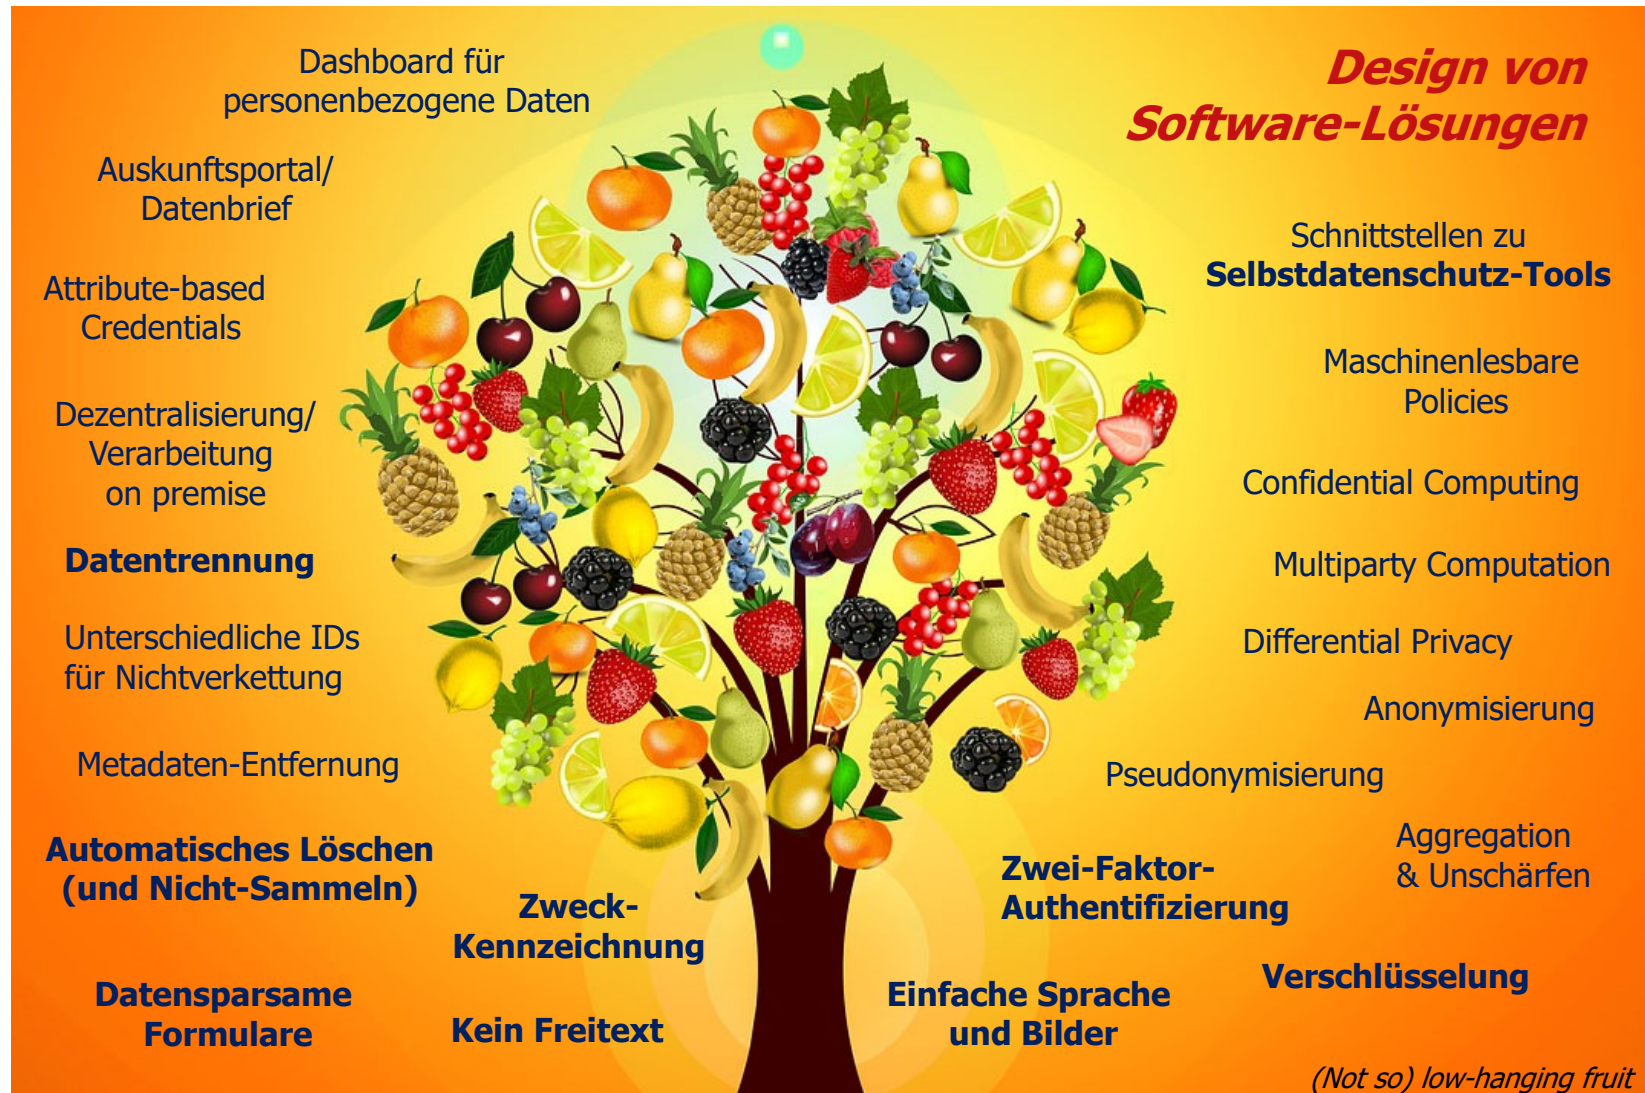 Design von
Software-Lösungen
Dashboard für
personenbezogene Daten
Auskunftsportal/
Datenbrief
Attribute-based
Credentials
Dezentralisierung/
Verarbeitung
on premise
Datentrennung
Unterschiedliche IDs
für Nichtverkettung
Metadaten-Entfernung
Automatisches Löschen
(und Nicht-Sammeln)
Datensparsame
Formulare
Zweck-
Kennzeichnung
Kein Freitext
Schnittstellen zu
Selbstdatenschutz-Tools
Maschinenlesbare
Policies
Confidential Computing
Multiparty Computation
Differential Privacy
Anonymisierung
Pseudonymisierung
Aggregation
& Unschärfen
Zwei-Faktor-
Authentifizierung
Verschlüsselung
Einfache Sprache
und Bilder
(Not so) low-hanging fruit